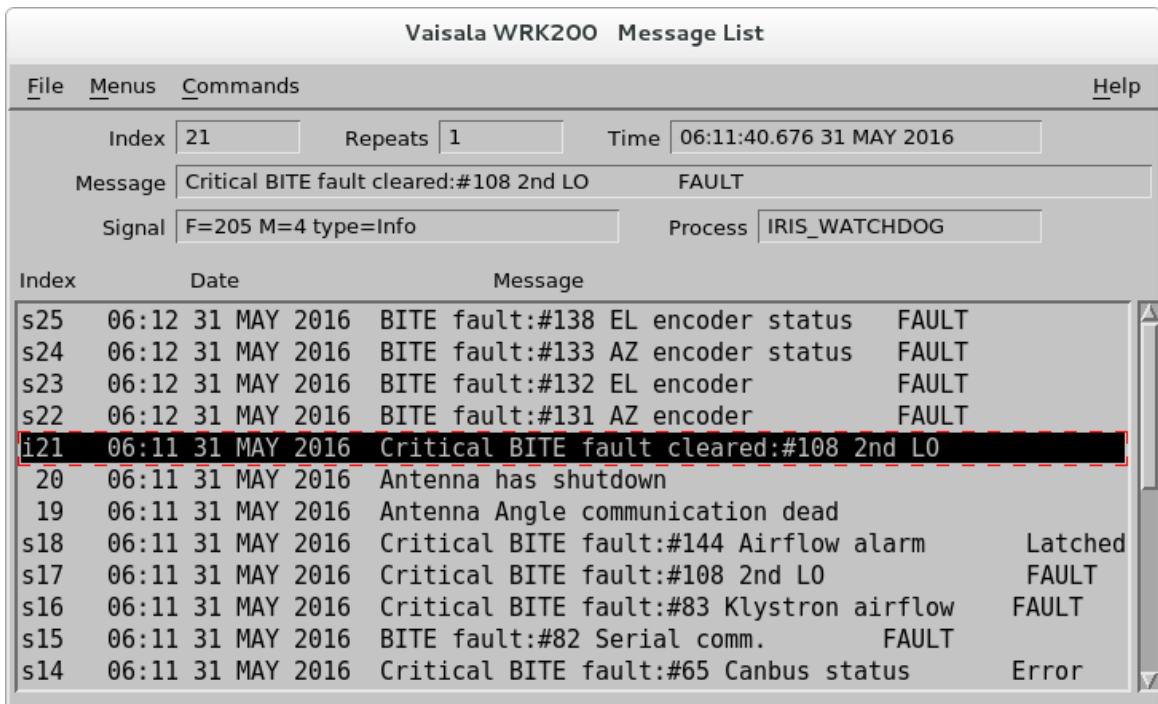 Vaisala WRK200 Message List
File Menus Commands Help
Index 21 Repeats 1 Time 06:11:40.676 31 MAY 2016
Message Critical BITE fault cleared:#108 2nd LO FAULT
Signal F=205 M=4 type=Info Process IRIS_WATCHDOG
Index Date Message
s25 06:12 31 MAY 2016 BITE fault:#138 EL encoder status FAULT
s24 06:12 31 MAY 2016 BITE fault:#133 AZ encoder status FAULT
s23 06:12 31 MAY 2016 BITE fault:#132 EL encoder FAULT
s22 06:12 31 MAY 2016 BITE fault:#131 AZ encoder FAULT
i21 06:11 31 MAY 2016 Critical BITE fault cleared:#108 2nd LO
20 06:11 31 MAY 2016 Antenna has shutdown
19 06:11 31 MAY 2016 Antenna Angle communication dead
s18 06:11 31 MAY 2016 Critical BITE fault:#144 Airflow alarm Latched
s17 06:11 31 MAY 2016 Critical BITE fault:#108 2nd LO FAULT
s16 06:11 31 MAY 2016 Critical BITE fault:#83 Klystron airflow FAULT
s15 06:11 31 MAY 2016 BITE fault:#82 Serial comm. FAULT
s14 06:11 31 MAY 2016 Critical BITE fault:#65 Canbus status Error